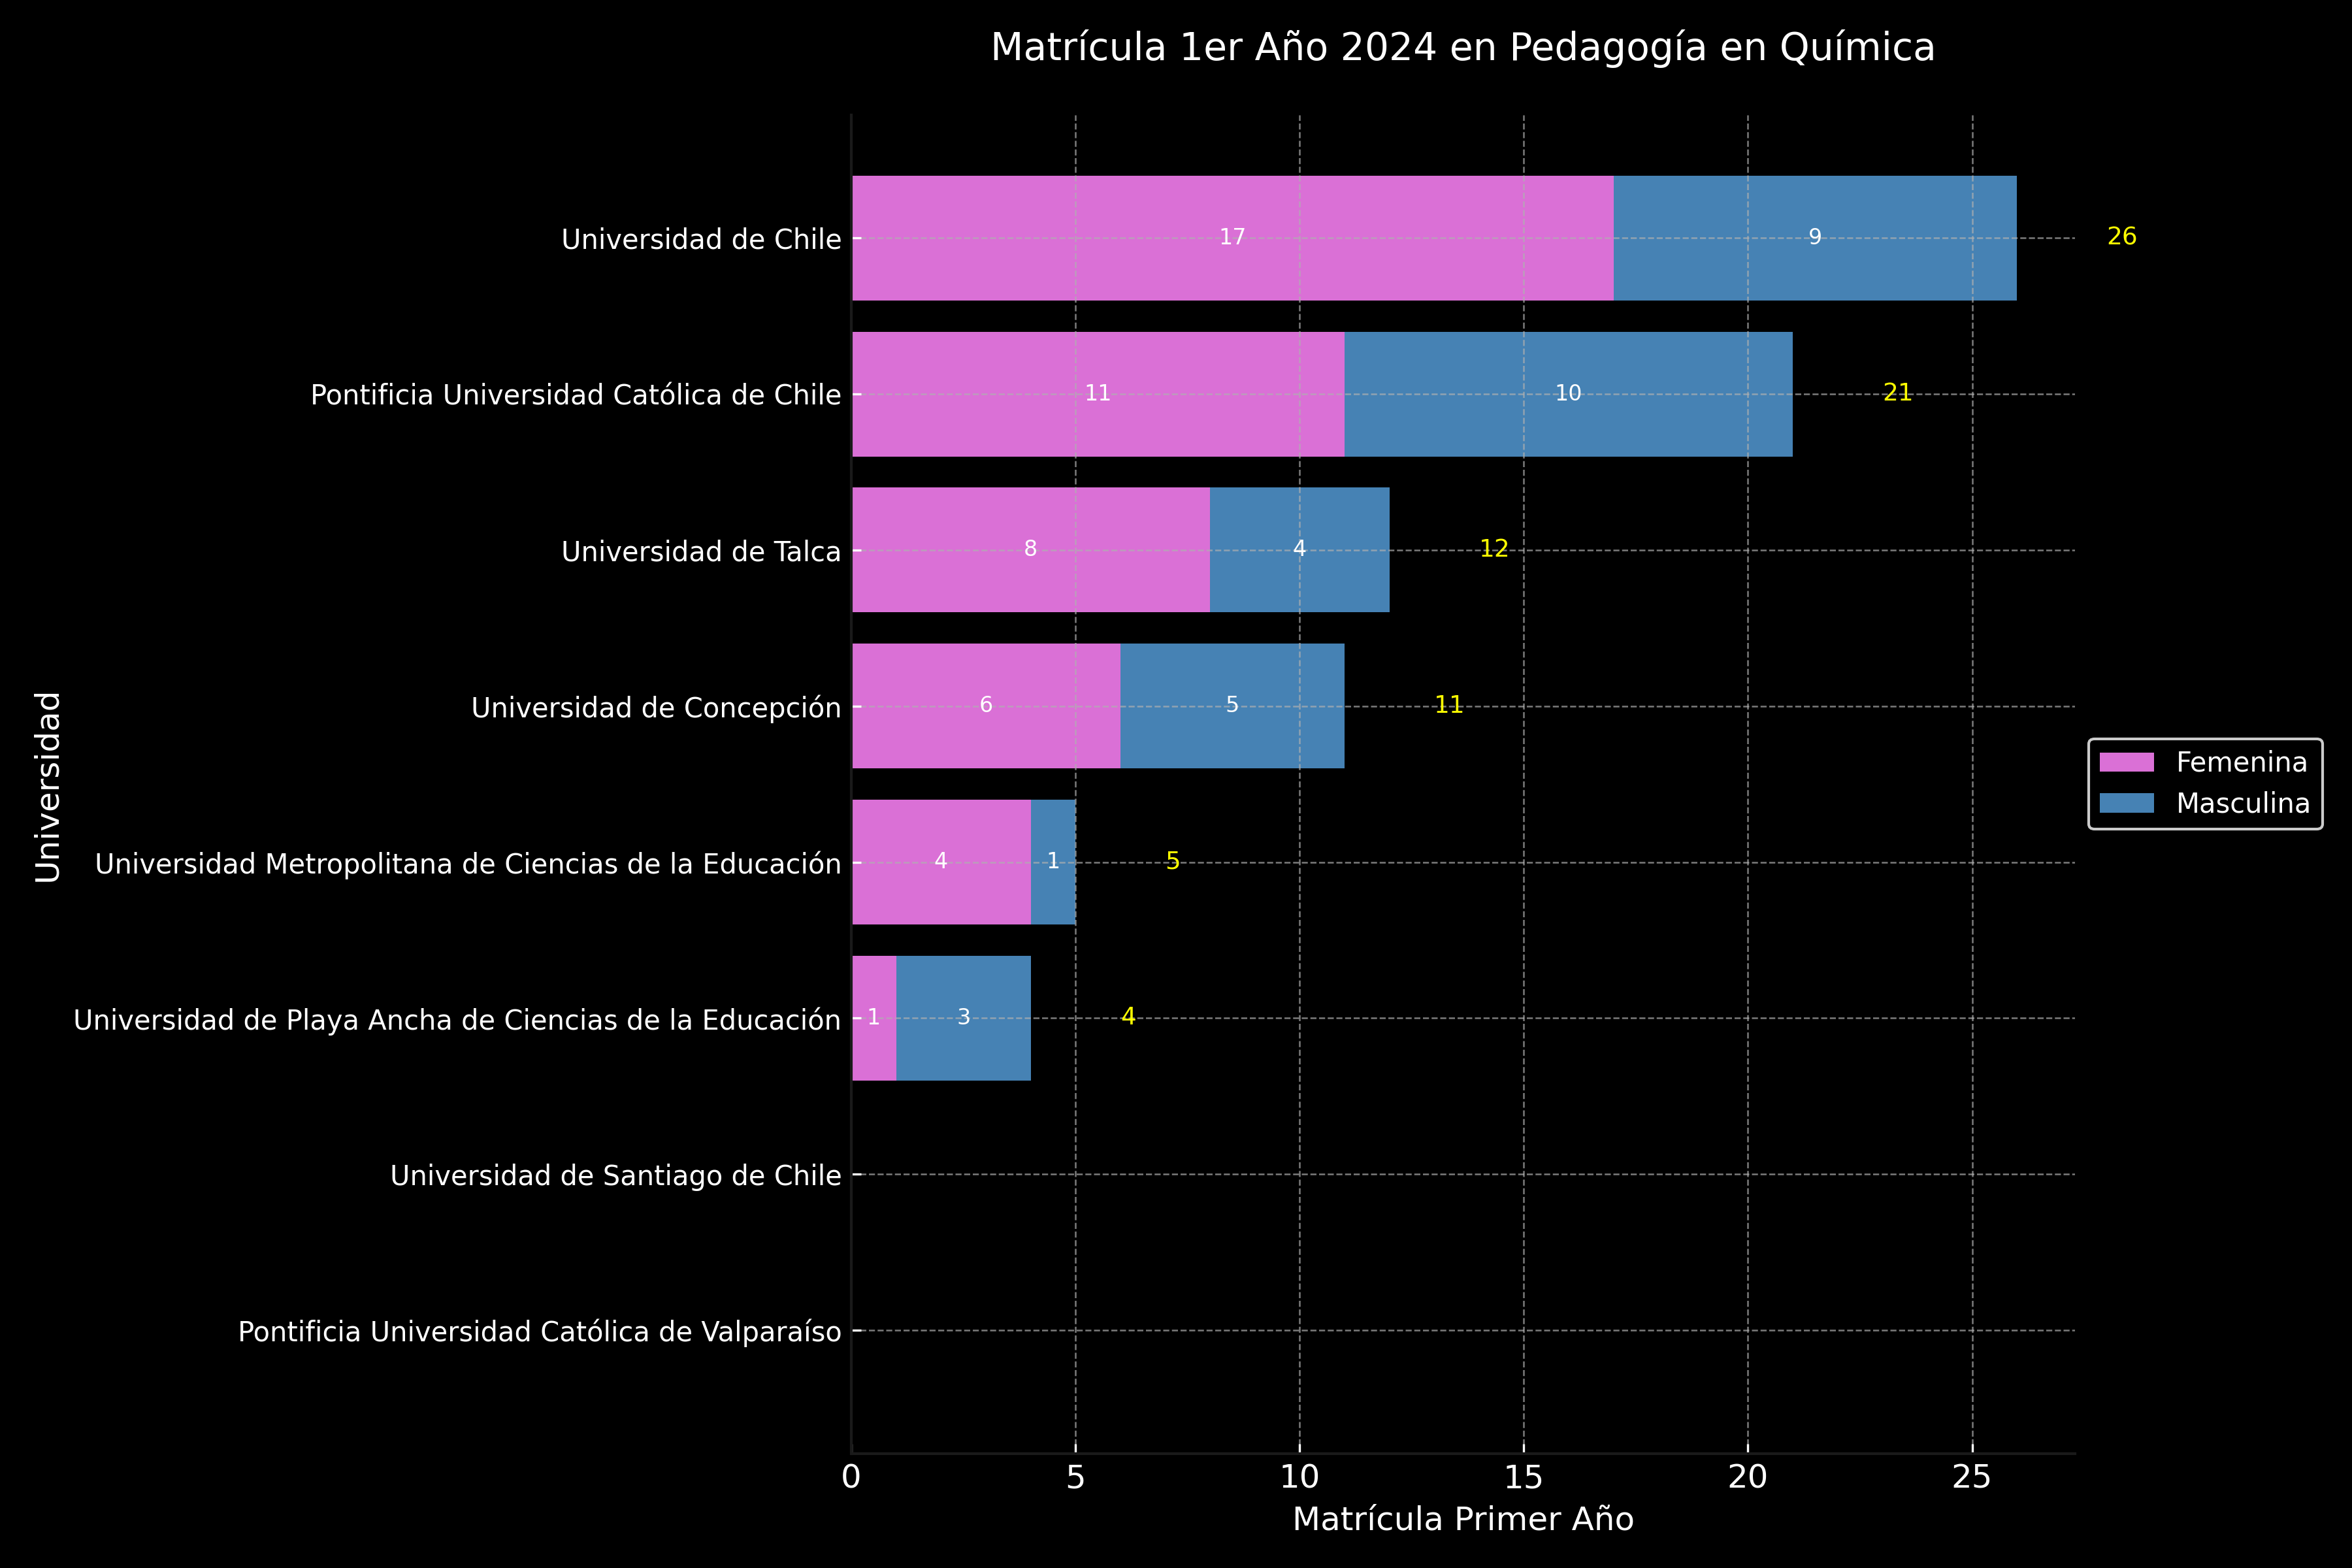 Matrícula 1er Año 2024 en Pedagogía en Química
Universidad
Universidad de Chile
17
9
26
Pontificia Universidad Católica de Chile
11
10
21
Universidad de Talca
8
4
12
Universidad de Concepción
6
5
11
Universidad Metropolitana de Ciencias de la Educación
4
1
5
Universidad de Playa Ancha de Ciencias de la Educación
1
3
4
Universidad de Santiago de Chile
Pontificia Universidad Católica de Valparaíso
Femenina
Masculina
0 5 10 15 20 25
Matrícula Primer Año